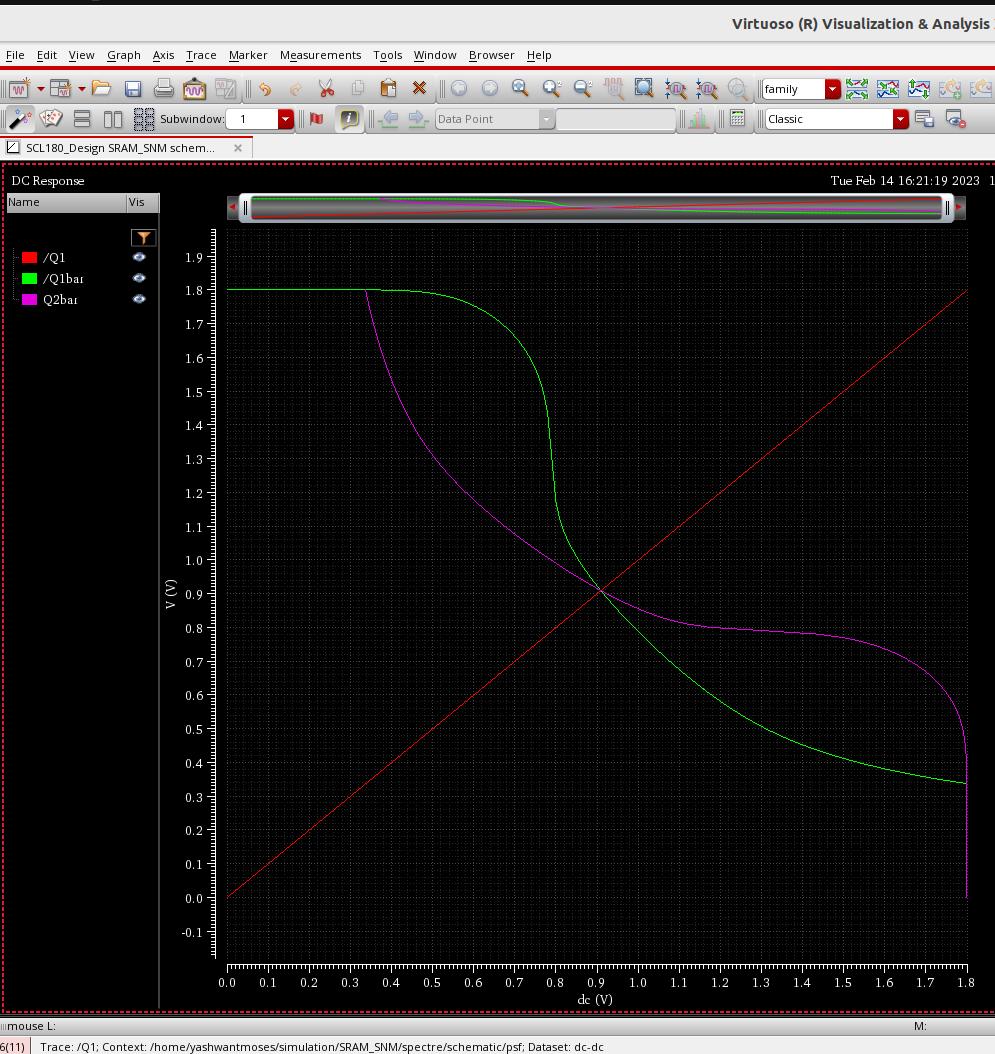 Virtuoso (R) Visualization & Analysis
File Edit View Graph Axis Trace Marker Measurements Tools Window Browser Help
family
Subwindow: 1 Data Point Classic
SCL180_Design SRAM_SNM schem...
DC Response Tue Feb 14 16:21:19 2023 1
Name Vis
/Q1
/Q1bar
Q2bar
1.9
1.8
1.7
1.6
1.5
1.4
1.3
1.2
1.1
1.0
0.9
0.8
0.7
0.6
0.5
0.4
0.3
0.2
0.1
0.0
-0.1
V (V)
0.0 0.1 0.2 0.3 0.4 0.5 0.6 0.7 0.8 0.9 1.0 1.1 1.2 1.3 1.4 1.5 1.6 1.7 1.8
dc (V)
mouse L: M:
6(11) Trace: /Q1; Context: /home/yashwantmoses/simulation/SRAM_SNM/spectre/schematic/psf; Dataset: dc-dc